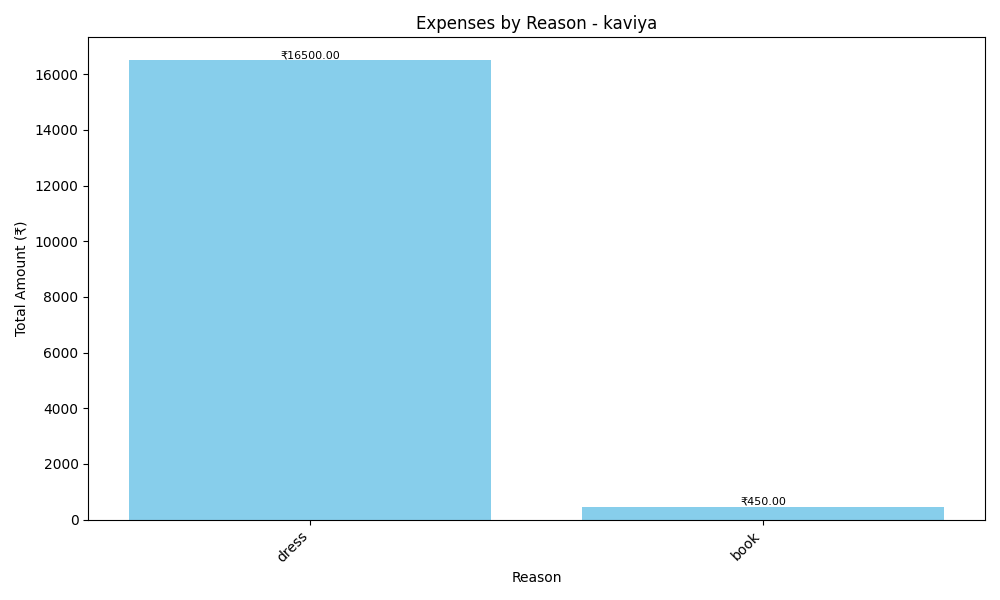 Expenses by Reason - kaviya
₹16500.00
16000
14000
12000
10000
8000
6000
4000
2000
0
Total Amount (₹)
₹450.00
dress
book
Reason